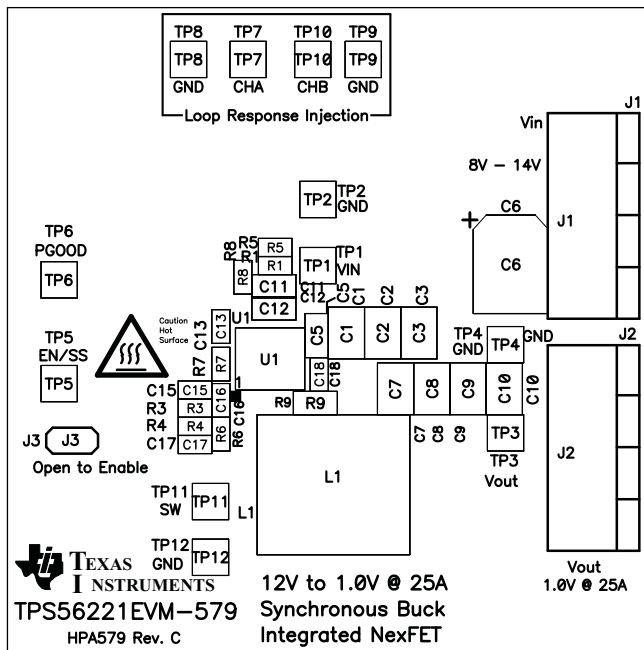 TP8 TP7 TP10 TP9
TP8 TP7 TP10 TP9
GND CHA CHB GND
Loop Response Injection
J1
Vin
8V - 14V
C6
+
J1
C6
TP2
TP2
GND
TP6
PGOOD
TP6
R8
R5
R5
R1
R1
R8
TP1
TP1
VIN
C11
C11
C12
C12
C5
C1
C2
C3
C13
C13
U1
U1
C5
C1
C2
C3
TP5
EN/SS
TP5
Caution
Hot
Surface
R7
R7
C18
C18
TP4
GND
GND
TP4
J2
C15
C15
R3
R3
R4
R4
C17
C17
1
C16
C16
R6
R6
R9
R9
C7
C8
C9
C10
C10
C7
C8
C9
TP3
TP3
Vout
J2
J3
J3
Open to Enable
L1
L1
TP11
SW
TP11
TP12
GND
TP12
TEXAS
INSTRUMENTS
TPS56221EVM-579
HPA579 Rev. C
12V to 1.0V @ 25A
Synchronous Buck
Integrated NexFET
Vout
1.0V @ 25A